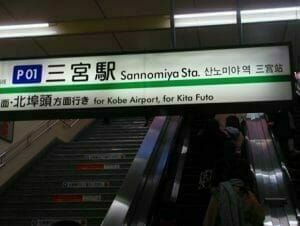 P01 三宮駅 Sannomiya Sta. 산노미야 역 三宫站
面・北埠頭方面行き for Kobe Airport, for Kita Futo